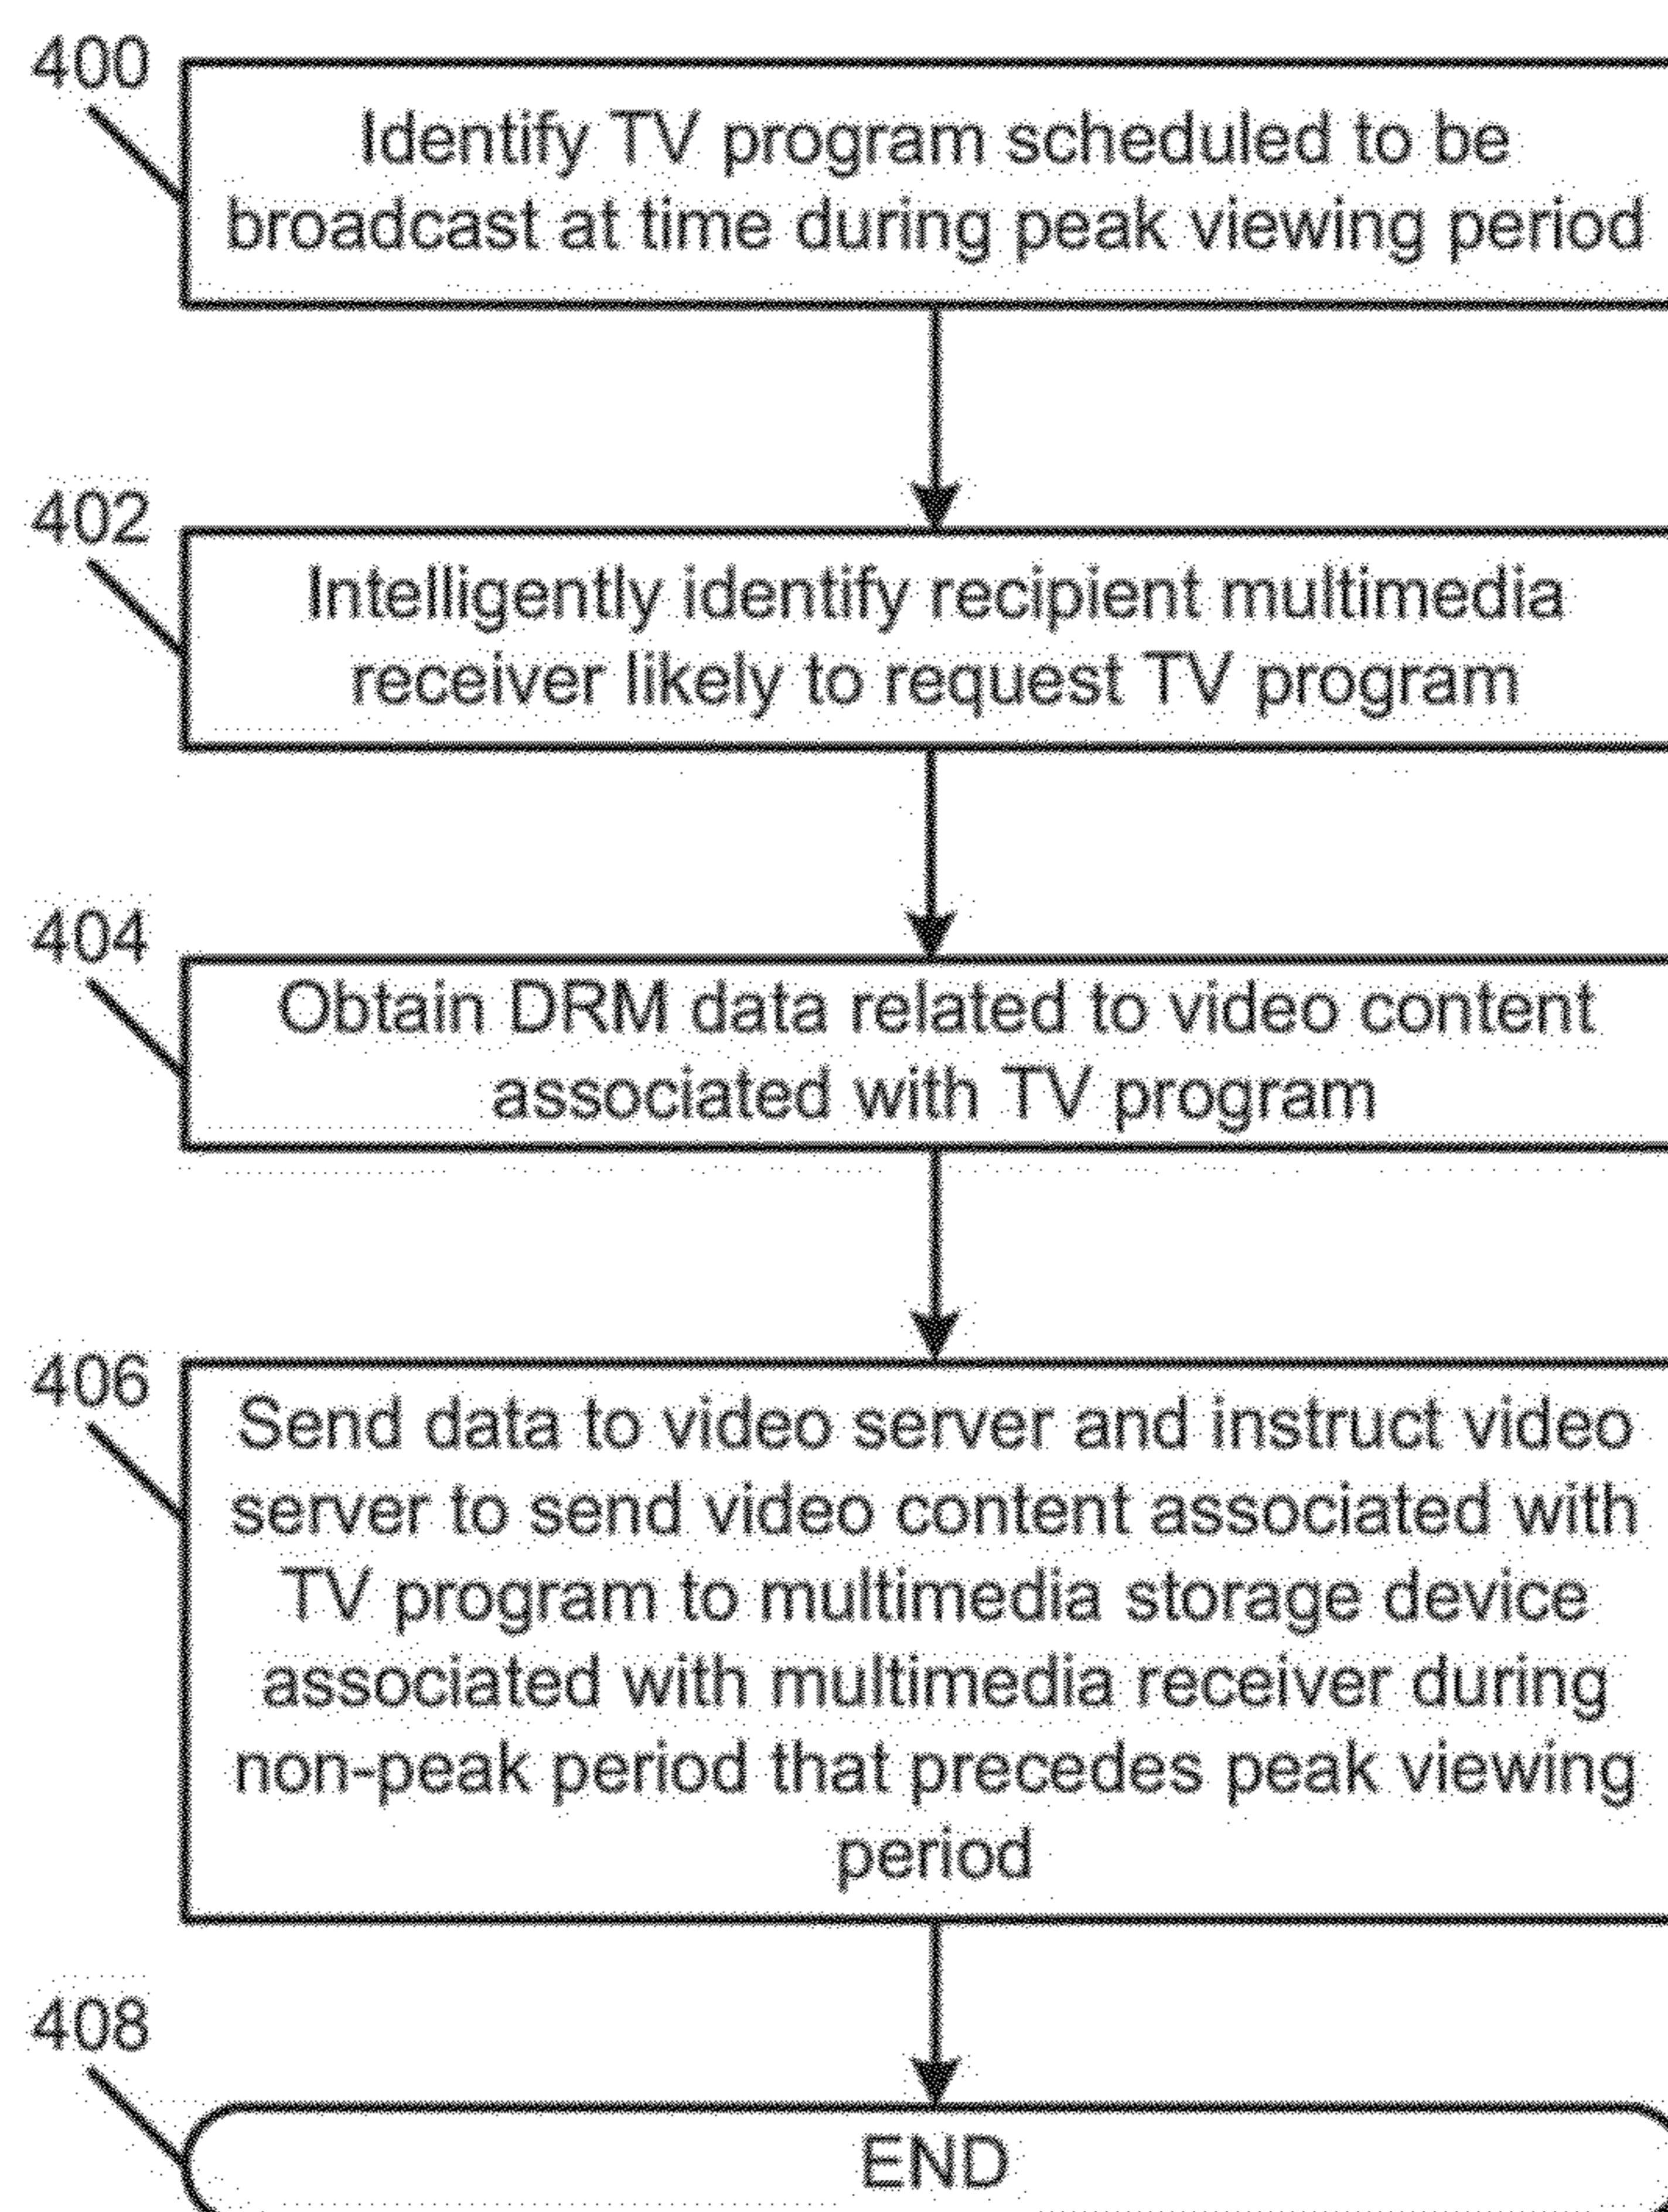 400
Identify TV program scheduled to be
broadcast at time during peak viewing period
402
Intelligently identify recipient multimedia
receiver likely to request TV program
404
Obtain DRM data related to video content
associated with TV program
406
Send data to video server and instruct video
server to send video content associated with
TV program to multimedia storage device
associated with multimedia receiver during
non-peak period that precedes peak viewing
period
408
END